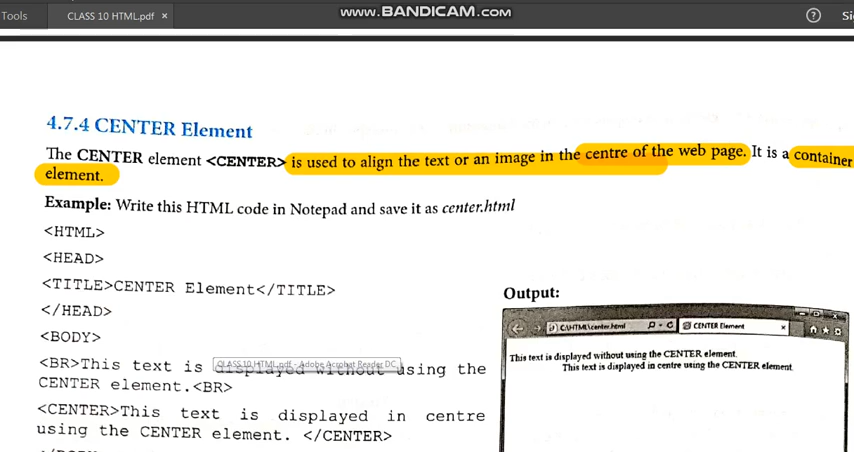 Tools
CLASS 10 HTML.pdf ×
www.BANDICAM.com
?
4.7.4 CENTER Element
The CENTER element <CENTER> is used to align the text or an image in the centre of the web page. It is a container
element.
Example: Write this HTML code in Notepad and save it as center.html
<HTML>
<HEAD>
<TITLE>CENTER Element</TITLE>
</HEAD>
<BODY>
<BR>This text is displayed without using the
CENTER element.<BR>
CLASS 10 HTML.pdf - Adobe Acrobat Reader DC
<CENTER>This text is displayed in centre
using the CENTER element. </CENTER>
Output:
C:\HTML\center.html
CENTER Element ×
This text is displayed without using the CENTER element.
This text is displayed in centre using the CENTER element.